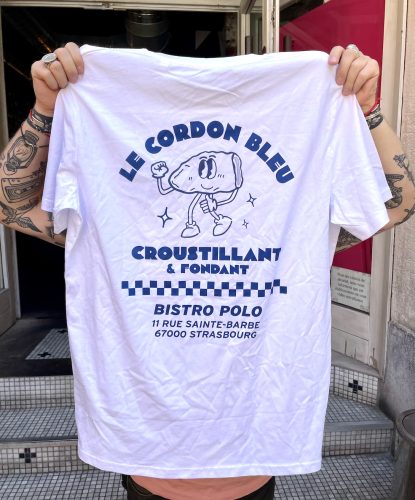 LE CORDON BLEU
CROUSTILLANT
& FONDANT
BISTRO POLO
11 RUE SAINTE-BARBE
67000 STRASBOURG